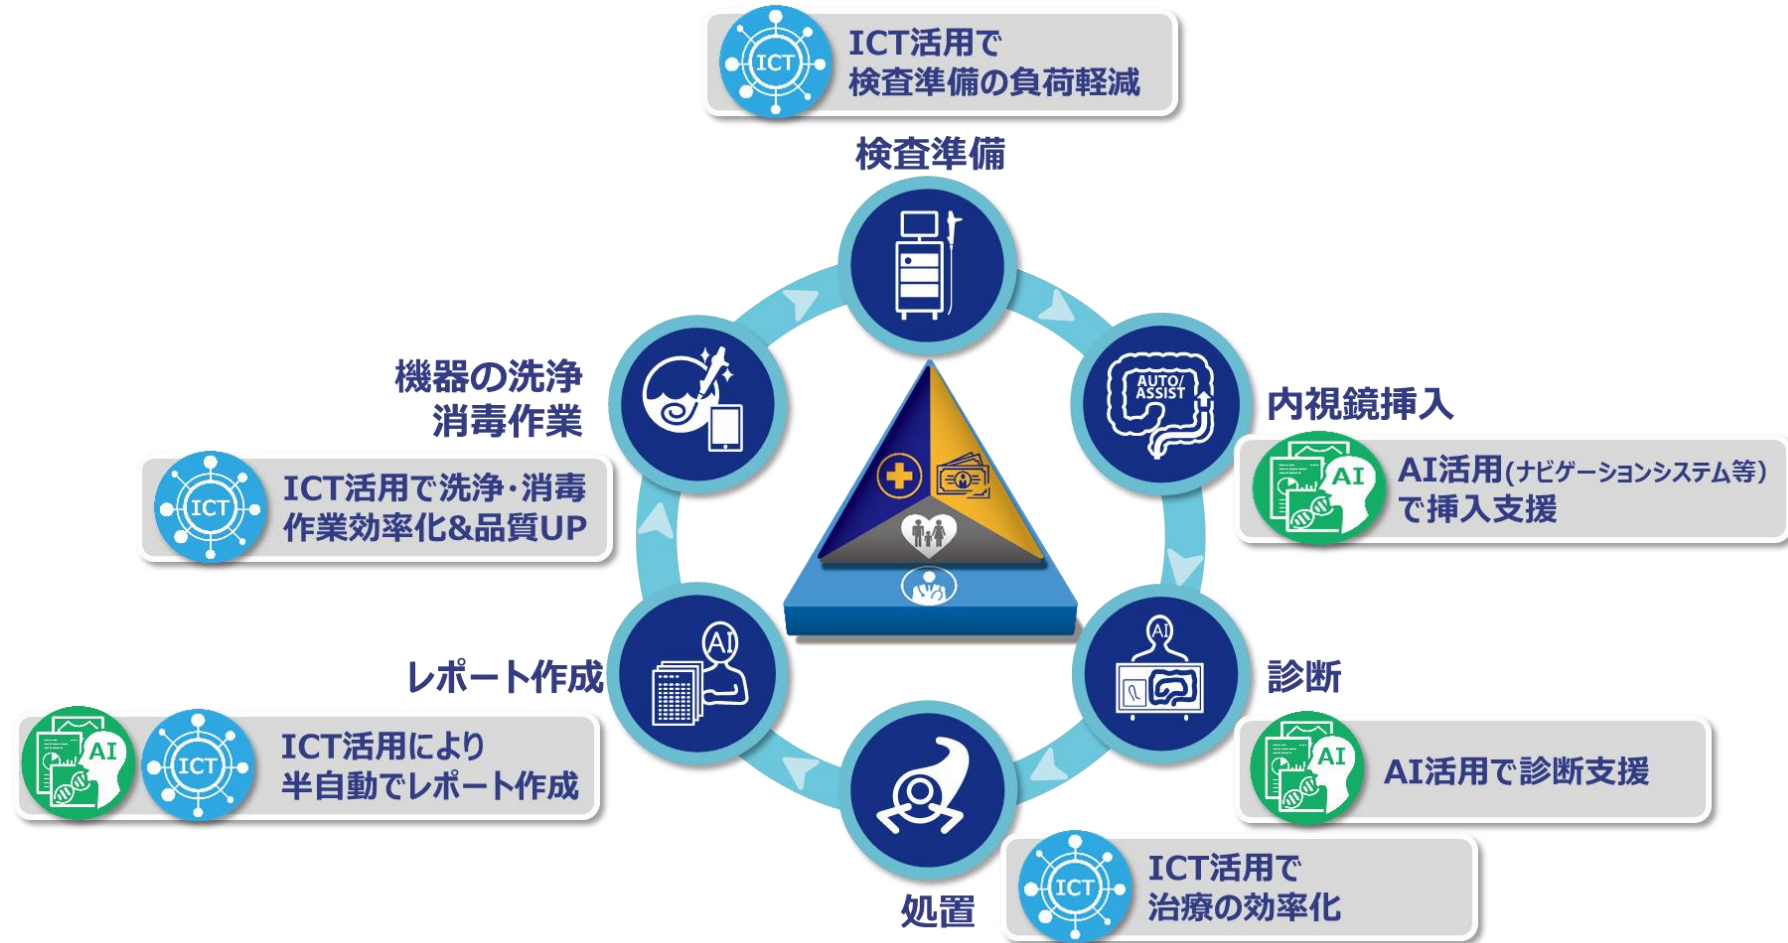 ICT
ICT活用で
検査準備の負荷軽減
検査準備
AUTO/
ASSIST
内視鏡挿入
AI
AI活用(ナビゲーションシステム等)
で挿入支援
AI
診断
AI
AI活用で診断支援
処置
ICT
ICT活用で
治療の効率化
AI
レポート作成
AI
ICT
ICT活用により
半自動でレポート作成
機器の洗浄
消毒作業
ICT
ICT活用で洗浄・消毒
作業効率化&品質UP